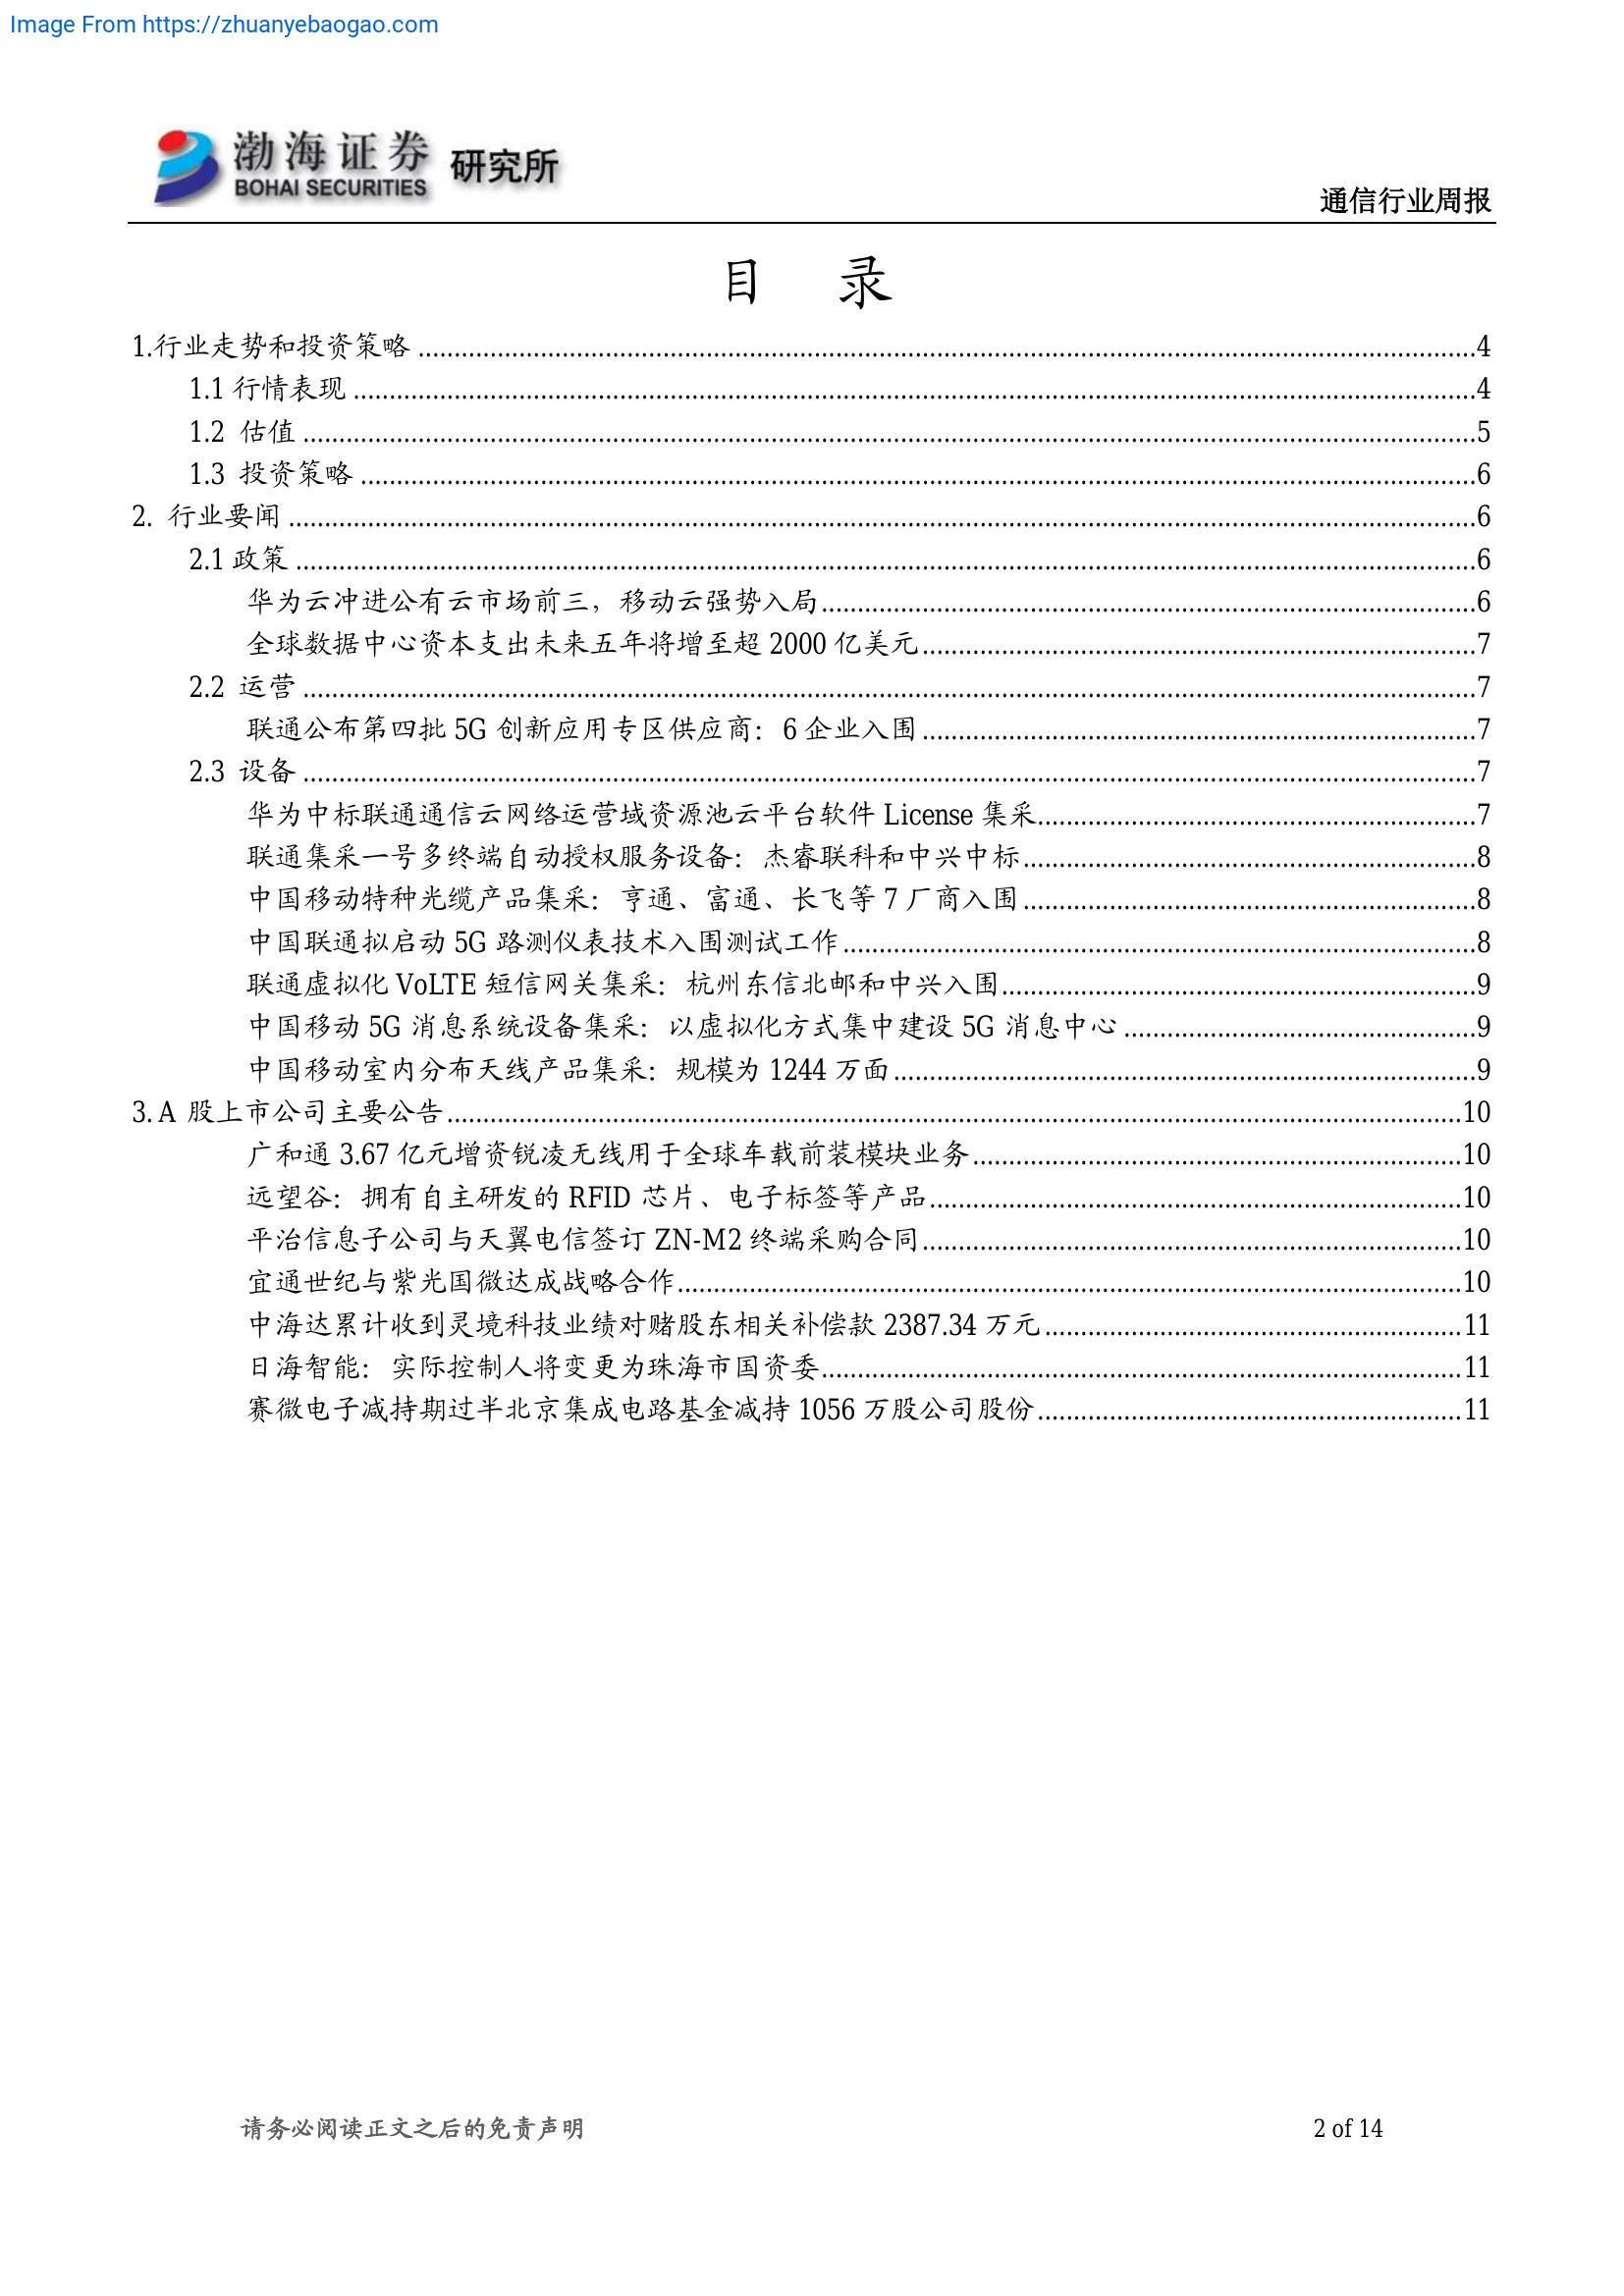 Image From https://zhuanyebaogao.com
渤海证券 研究所
BOHAI SECURITIES
通信行业周报
目 录
1.行业走势和投资策略 ........ 4
1.1 行情表现 ........ 4
1.2 估值 ........ 5
1.3 投资策略 ........ 6
2. 行业要闻 ........ 6
2.1 政策 ........ 6
华为云冲进公有云市场前三，移动云强势入局 ........ 6
全球数据中心资本支出未来五年将增至超 2000 亿美元 ........ 7
2.2 运营 ........ 7
联通公布第四批 5G 创新应用专区供应商：6 企业入围 ........ 7
2.3 设备 ........ 7
华为中标联通通信云网络运营域资源池云平台软件 License 集采 ........ 7
联通集采一号多终端自动授权服务设备：杰睿联科和中兴中标 ........ 8
中国移动特种光缆产品集采：亨通、富通、长飞等 7 厂商入围 ........ 8
中国联通拟启动 5G 路测仪表技术入围测试工作 ........ 8
联通虚拟化 VoLTE 短信网关集采：杭州东信北邮和中兴入围 ........ 9
中国移动 5G 消息系统设备集采：以虚拟化方式集中建设 5G 消息中心 ........ 9
中国移动室内分布天线产品集采：规模为 1244 万面 ........ 9
3. A 股上市公司主要公告 ........ 10
广和通 3.67 亿元增资锐凌无线用于全球车载前装模块业务 ........ 10
远望谷：拥有自主研发的 RFID 芯片、电子标签等产品 ........ 10
平治信息子公司与天翼电信签订 ZN-M2 终端采购合同 ........ 10
宜通世纪与紫光国微达成战略合作 ........ 10
中海达累计收到灵境科技业绩对赌股东相关补偿款 2387.34 万元 ........ 11
日海智能：实际控制人将变更为珠海市国资委 ........ 11
赛微电子减持期过半北京集成电路基金减持 1056 万股公司股份 ........ 11
请务必阅读正文之后的免责声明 2 of 14